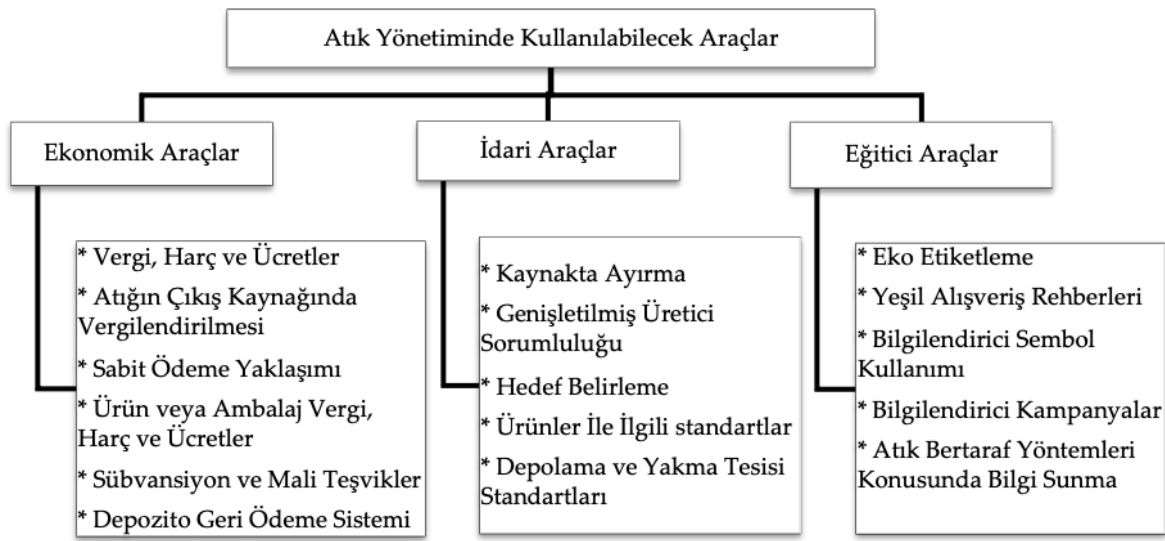 Atık Yönetiminde Kullanılabilecek Araçlar
Ekonomik Araçlar
* Vergi, Harç ve Ücretler
* Atığın Çıkış Kaynağında
Vergilendirilmesi
* Sabit Ödeme Yaklaşımı
* Ürün veya Ambalaj Vergi,
Harç ve Ücretler
* Sübvansiyon ve Mali Teşvikler
* Depozito Geri Ödeme Sistemi
İdari Araçlar
* Kaynakta Ayırma
* Genişletilmiş Üretici
Sorumluluğu
* Hedef Belirleme
* Ürünler İle İlgili standartlar
* Depolama ve Yakma Tesisi
Standartları
Eğitici Araçlar
* Eko Etiketleme
* Yeşil Alışveriş Rehberleri
* Bilgilendirici Sembol
Kullanımı
* Bilgilendirici Kampanyalar
* Atık Bertaraf Yöntemleri
Konusunda Bilgi Sunma